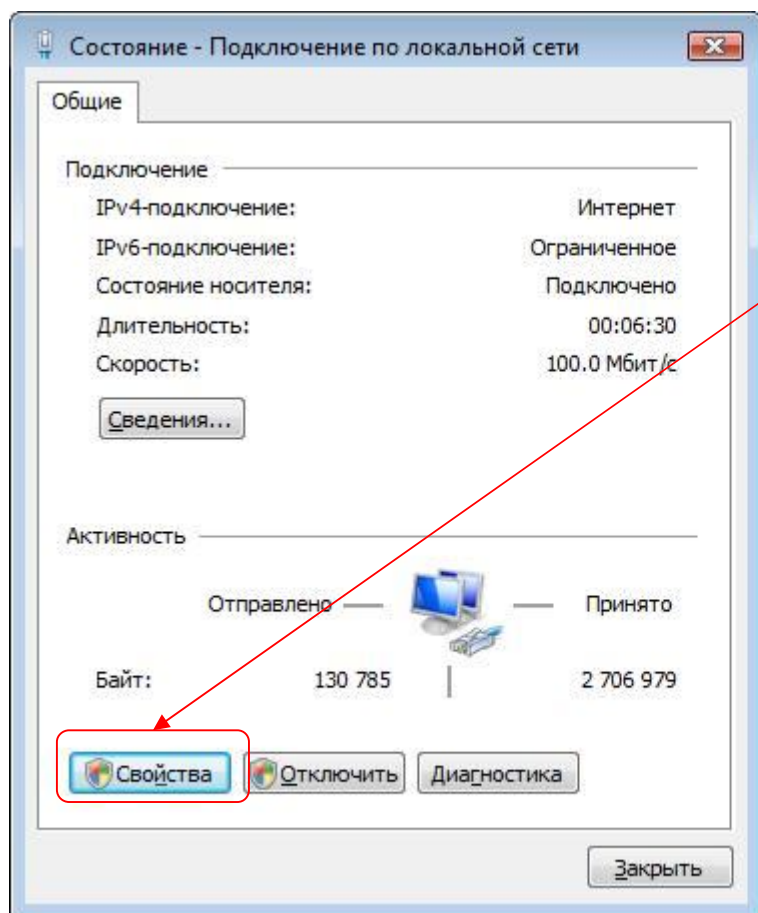 Состояние - Подключение по локальной сети
Общие
Подключение
IPv4-подключение: Интернет
IPv6-подключение: Ограниченное
Состояние носителя: Подключено
Длительность: 00:06:30
Скорость: 100.0 Мбит/с
Сведения...
Активность
Отправлено — — Принято
Байт: 130 785 2 706 979
Свойства Отключить Диагностика
Закрыть